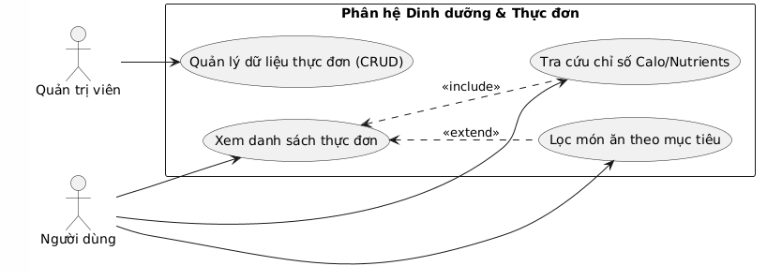 Phân hệ Dinh dưỡng & Thực đơn
Quản trị viên
Quản lý dữ liệu thực đơn (CRUD)
Tra cứu chỉ số Calo/Nutrients
«include»
Xem danh sách thực đơn
«extend»
Lọc món ăn theo mục tiêu
Người dùng